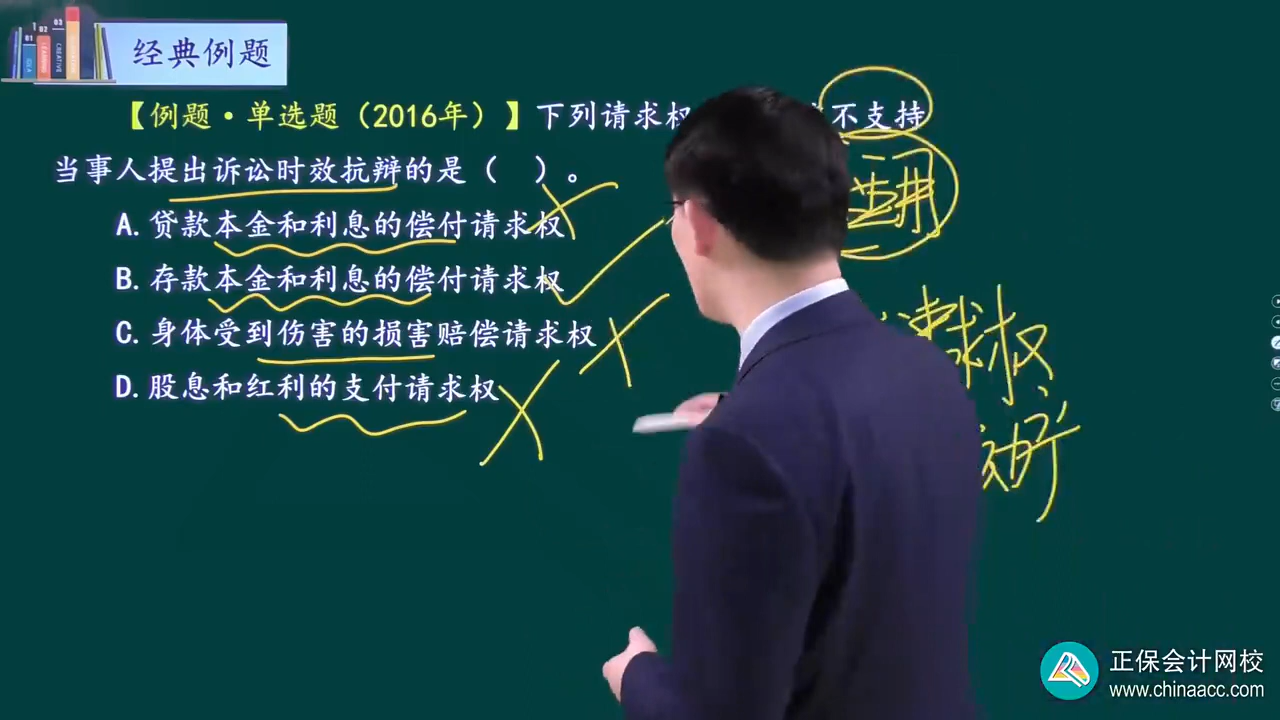 经典例题
【例题·单选题（2016年）】下列请求权 不支持
当事人提出诉讼时效抗辩的是（ ）。
A. 贷款本金和利息的偿付请求权
B. 存款本金和利息的偿付请求权
C. 身体受到伤害的损害赔偿请求权
D. 股息和红利的支付请求权
请求权
正保会计网校
www.chinaacc.com